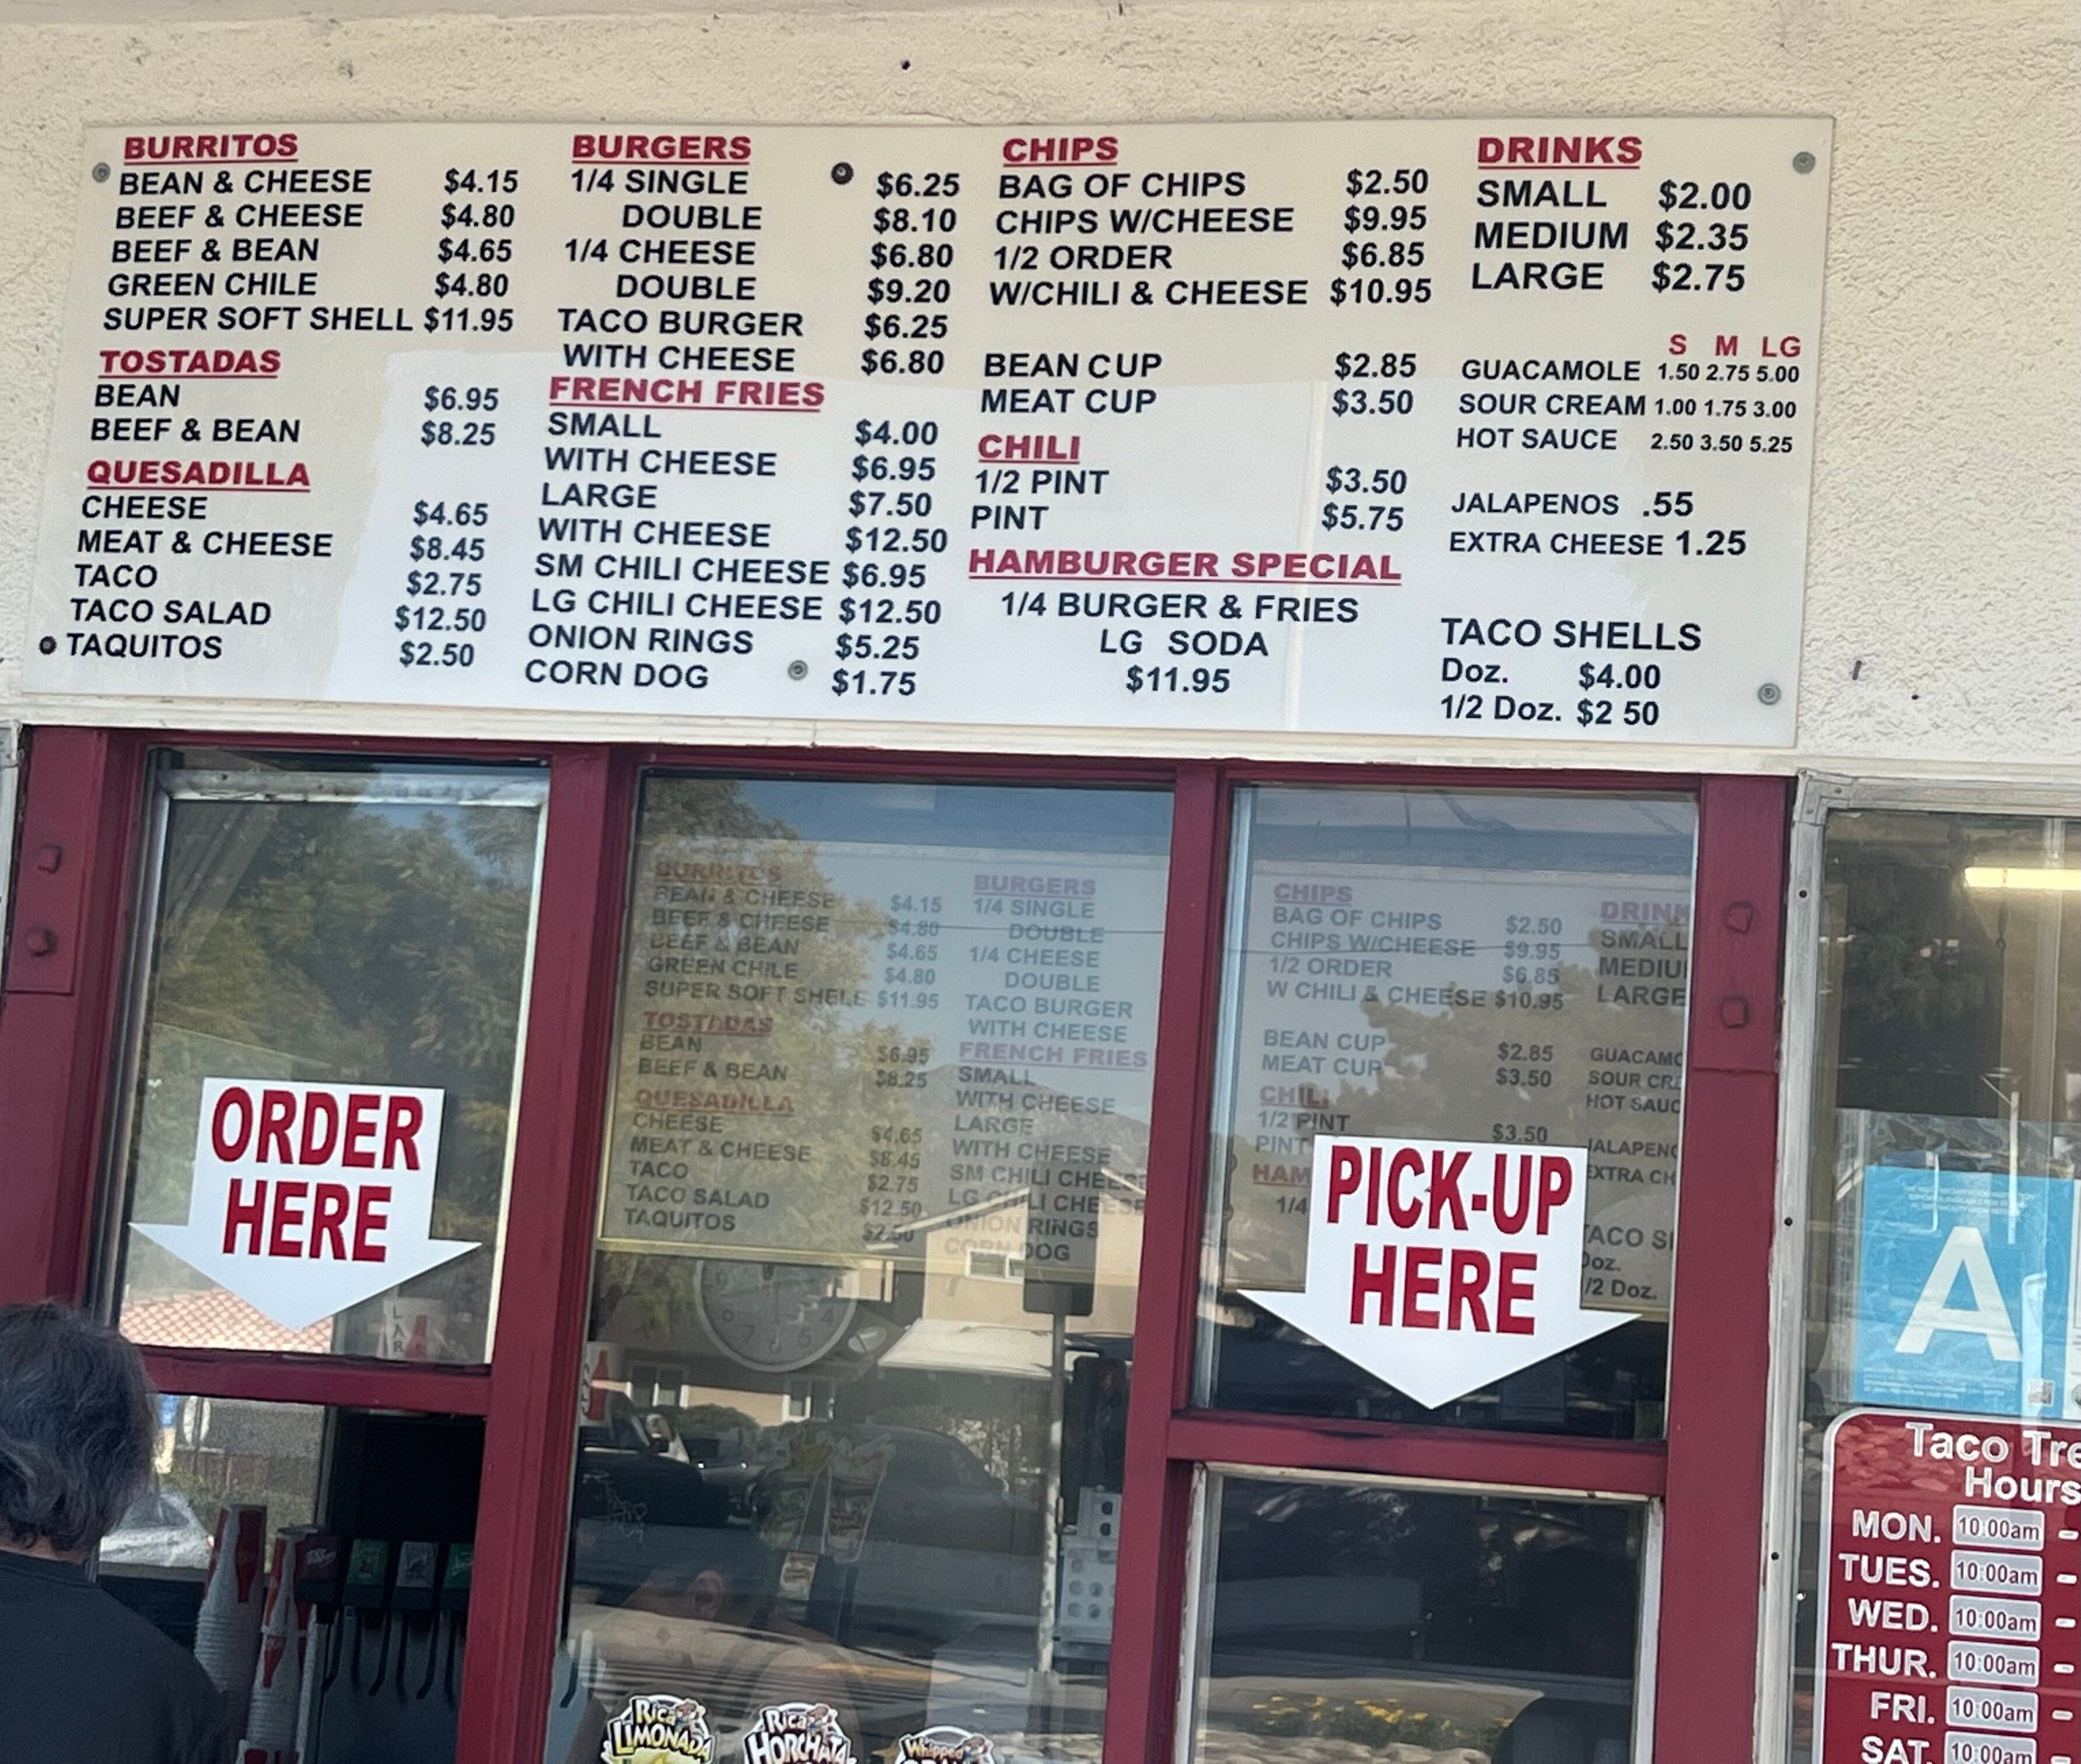 BURRITOS
BEAN & CHEESE $4.15
BEEF & CHEESE $4.80
BEEF & BEAN $4.65
GREEN CHILE $4.80
SUPER SOFT SHELL $11.95
TOSTADAS
BEAN $6.95
BEEF & BEAN $8.25
QUESADILLA
CHEESE $4.65
MEAT & CHEESE $8.45
TACO $2.75
TACO SALAD $12.50
TAQUITOS $2.50
BURGERS
1/4 SINGLE $6.25
DOUBLE $8.10
1/4 CHEESE $6.80
DOUBLE $9.20
TACO BURGER $6.25
WITH CHEESE $6.80
FRENCH FRIES
SMALL $4.00
WITH CHEESE $6.95
LARGE $7.50
WITH CHEESE $12.50
SM CHILI CHEESE $6.95
LG CHILI CHEESE $12.50
ONION RINGS $5.25
CORN DOG $1.75
CHIPS
BAG OF CHIPS $2.50
CHIPS W/CHEESE $9.95
1/2 ORDER $6.85
W/CHILI & CHEESE $10.95
BEAN CUP $2.85
MEAT CUP $3.50
CHILI
1/2 PINT $3.50
PINT $5.75
HAMBURGER SPECIAL
1/4 BURGER & FRIES
LG SODA
$11.95
DRINKS
SMALL $2.00
MEDIUM $2.35
LARGE $2.75
S M LG
GUACAMOLE 1.50 2.75 5.00
SOUR CREAM 1.00 1.75 3.00
HOT SAUCE 2.50 3.50 5.25
JALAPENOS .55
EXTRA CHEESE 1.25
TACO SHELLS
Doz. $4.00
1/2 Doz. $2 50
ORDER
HERE
PICK-UP
HERE
A
Taco Tre
Hours
MON. 10:00am -
TUES. 10:00am -
WED. 10:00am -
THUR. 10:00am -
FRI. 10:00am -
SAT. 10:00am
Rica
LIMONADA
Rica
HORCHATA
Whipped